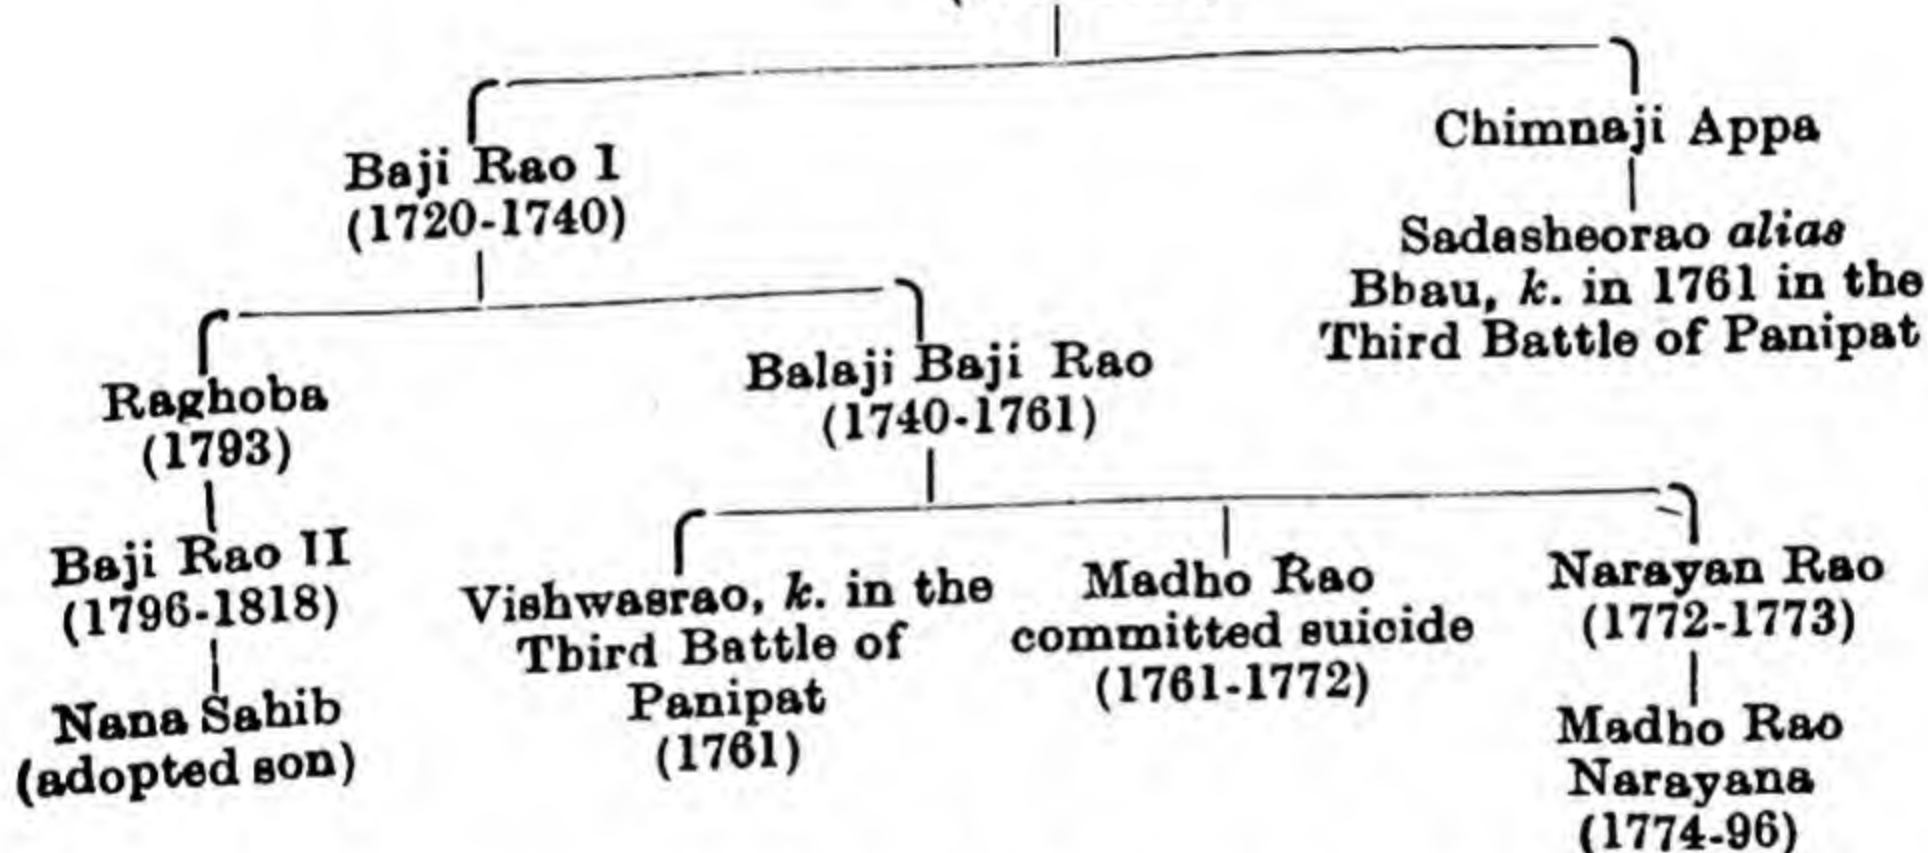 Baji Rao I
(1720-1740)
Chimnaji Appa
Sadasheorao alias
Bhau, k. in 1761 in the
Third Battle of Panipat
Raghoba
(1793)
Balaji Baji Rao
(1740-1761)
Baji Rao II
(1796-1818)
Nana Sahib
(adopted son)
Vishwasrao, k. in the
Third Battle of
Panipat
(1761)
Madho Rao
committed suicide
(1761-1772)
Narayan Rao
(1772-1773)
Madho Rao
Narayana
(1774-96)